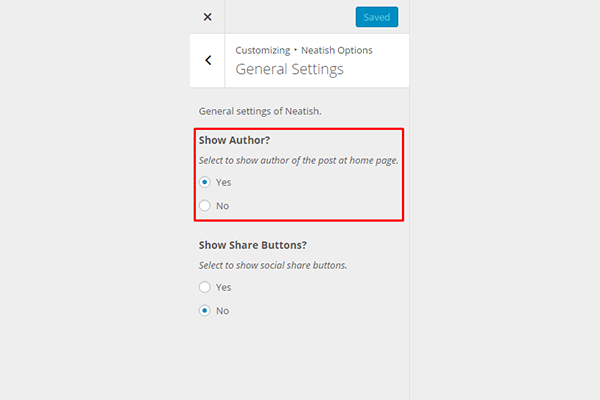 Saved
Customizing • Neatish Options
General Settings
General settings of Neatish.
Show Author?
Select to show author of the post at home page.
Yes
No
Show Share Buttons?
Select to show social share buttons.
Yes
No